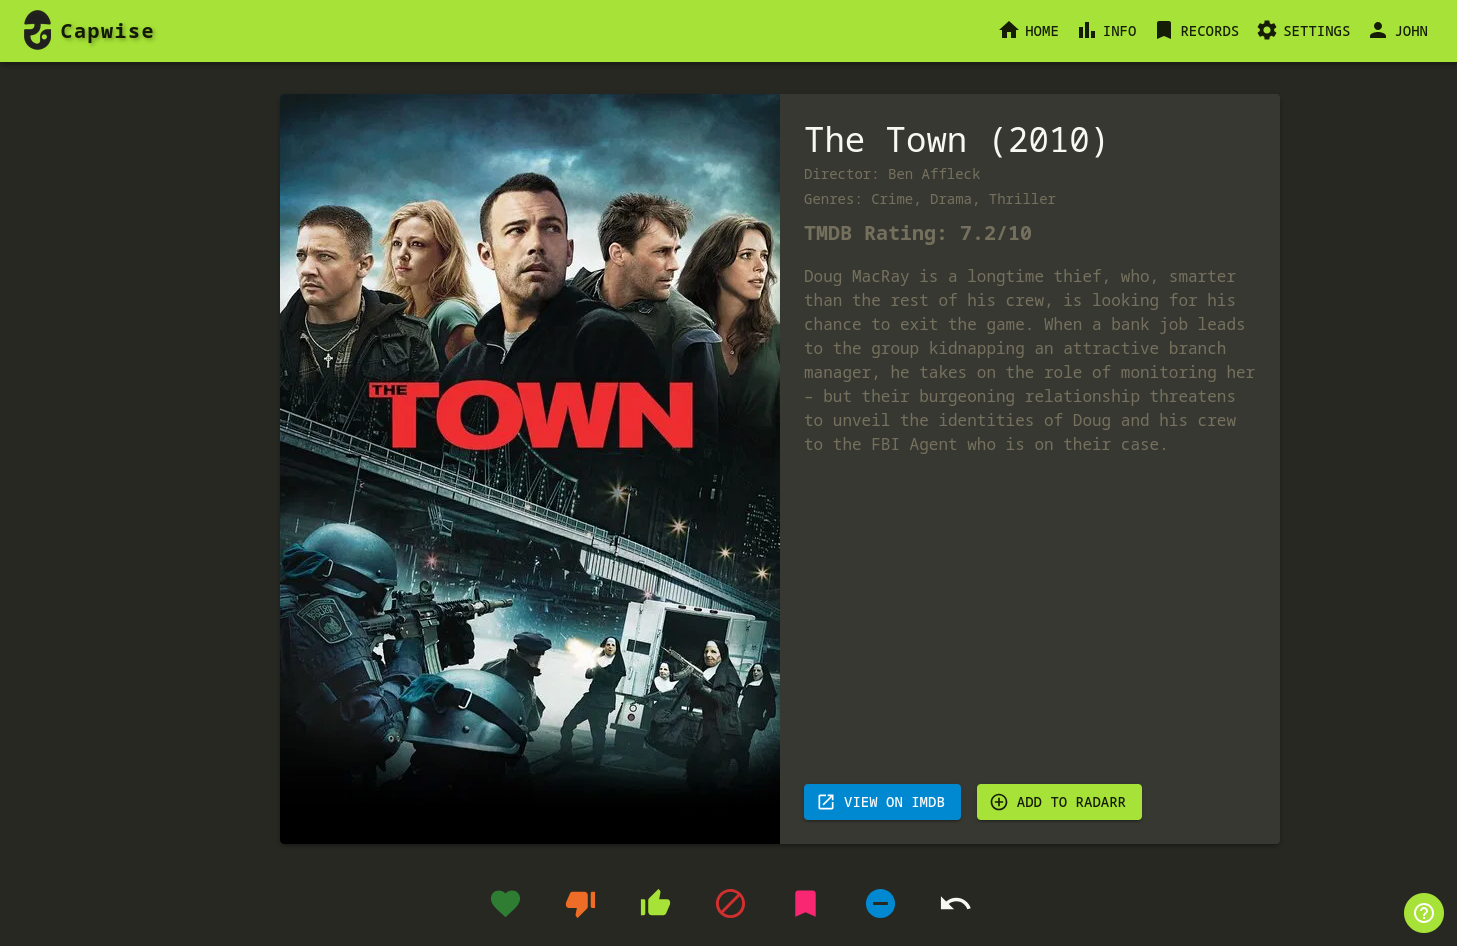 Capwise
HOME INFO RECORDS SETTINGS JOHN
THE
TOWN
The Town (2010)
Director: Ben Affleck
Genres: Crime, Drama, Thriller
TMDB Rating: 7.2/10
Doug MacRay is a longtime thief, who, smarter
than the rest of his crew, is looking for his
chance to exit the game. When a bank job leads
to the group kidnapping an attractive branch
manager, he takes on the role of monitoring her
– but their burgeoning relationship threatens
to unveil the identities of Doug and his crew
to the FBI Agent who is on their case.
VIEW ON IMDB ADD TO RADARR